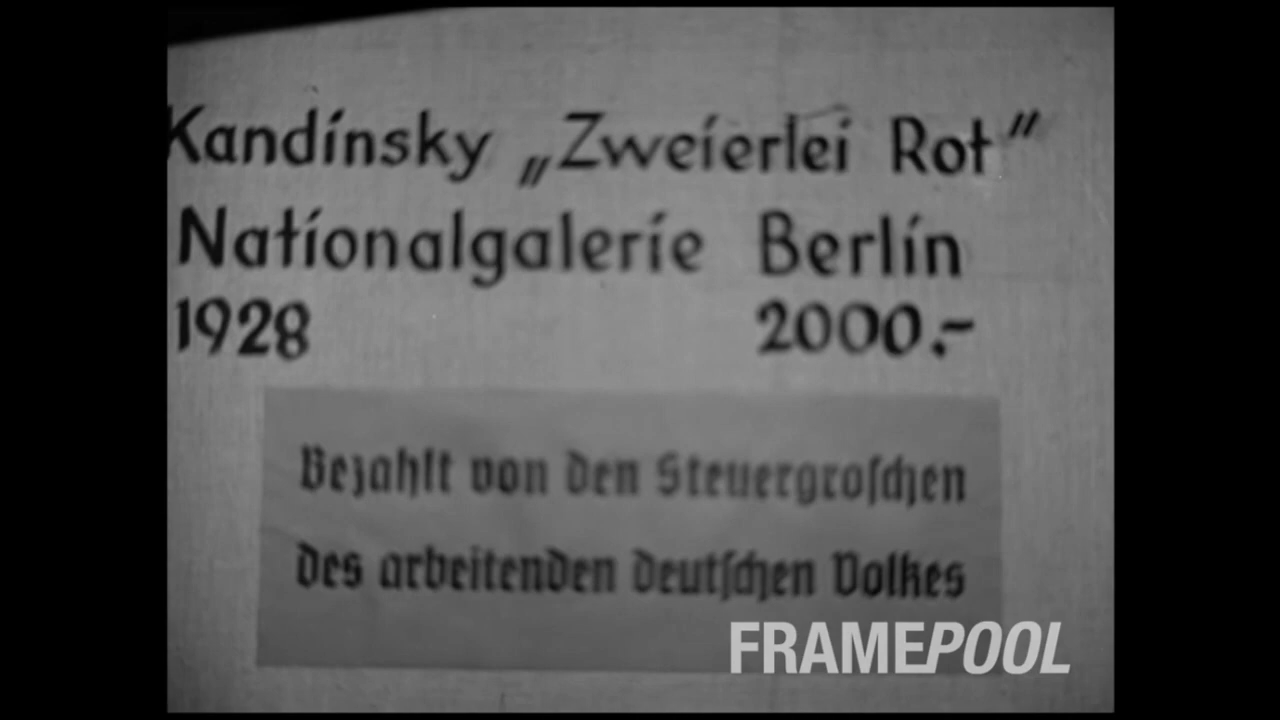 Kandinsky „Zweierlei Rot"
Nationalgalerie Berlin
1928 2000.-
Bezahlt von den Steuergroſchen
des arbeitenden deutſchen Volkes
FRAMEPOOL